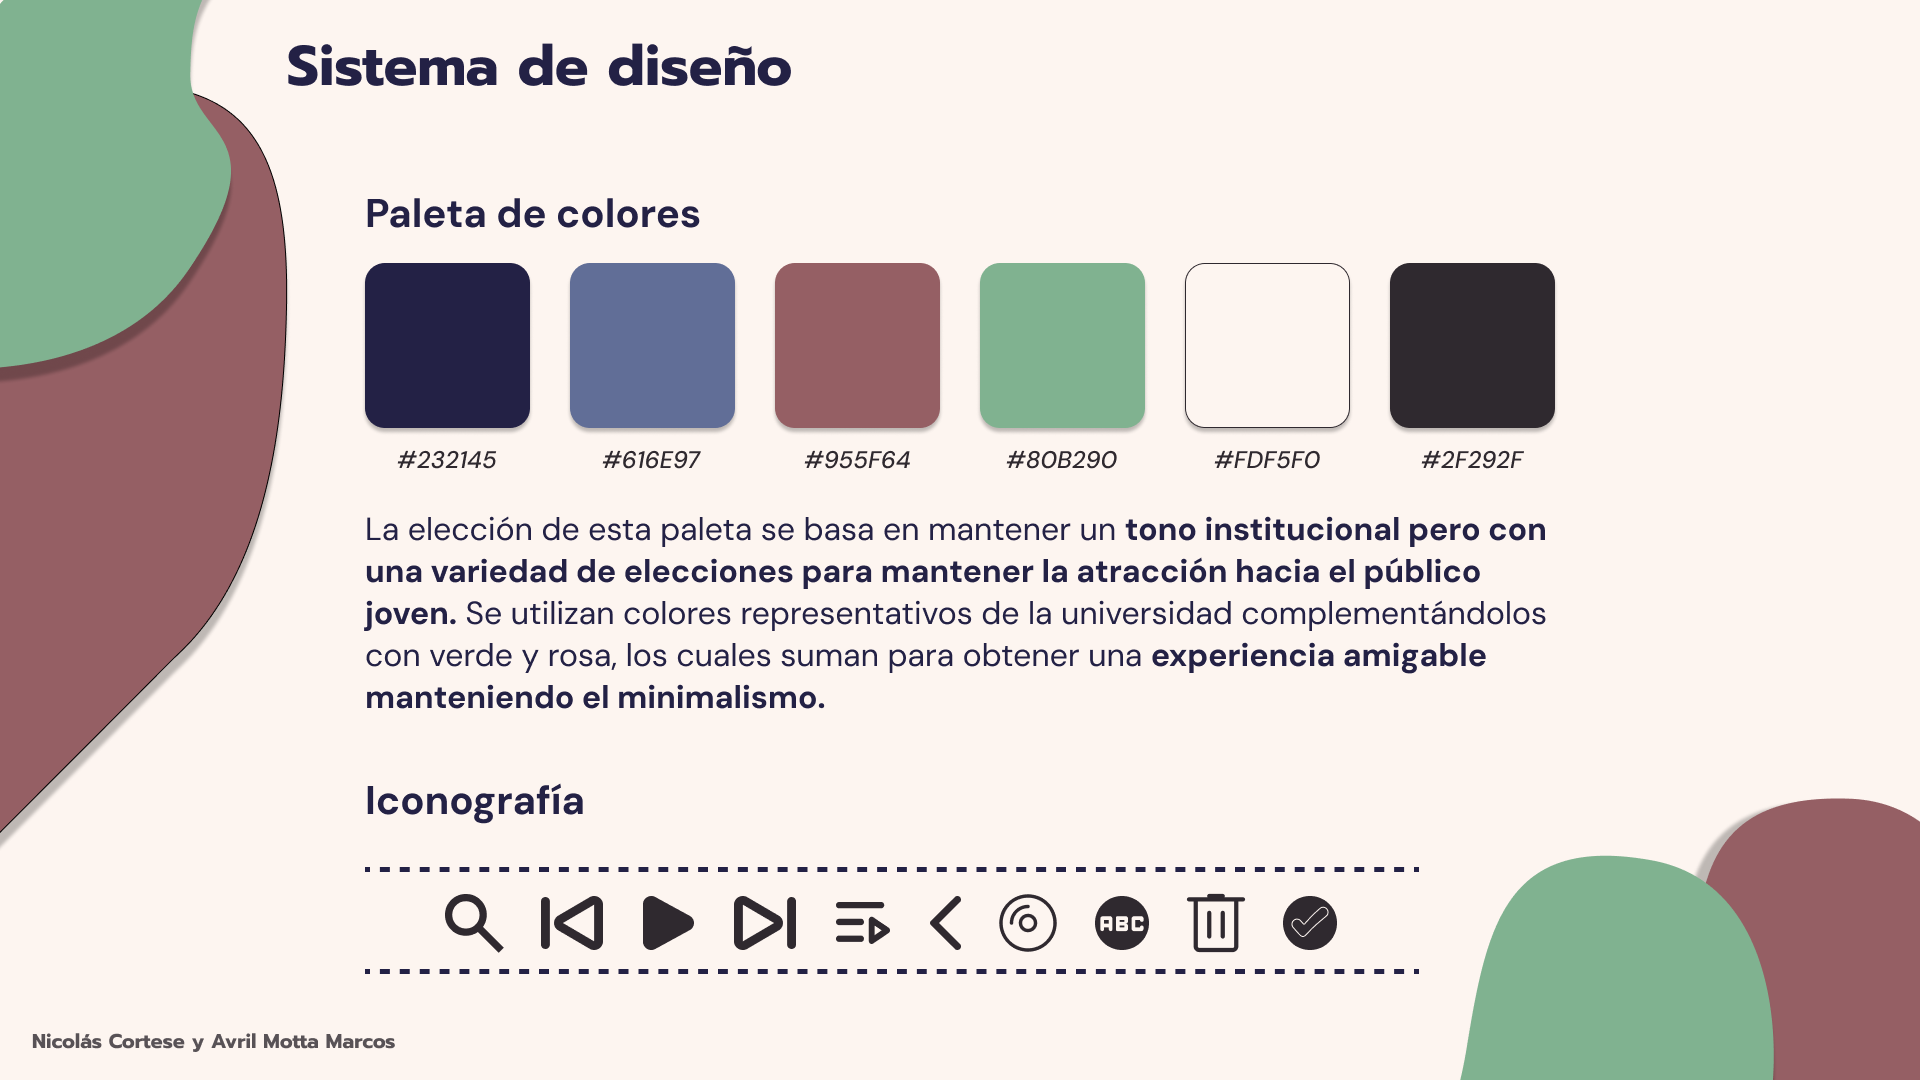 Sistema de diseño
Paleta de colores
#232145
#616E97
#955F64
#80B290
#FDF5F0
#2F292F
La elección de esta paleta se basa en mantener un tono institucional pero con
una variedad de elecciones para mantener la atracción hacia el público
joven. Se utilizan colores representativos de la universidad complementándolos
con verde y rosa, los cuales suman para obtener una experiencia amigable
manteniendo el minimalismo.
Iconografía
ABC
Nicolás Cortese y Avril Motta Marcos